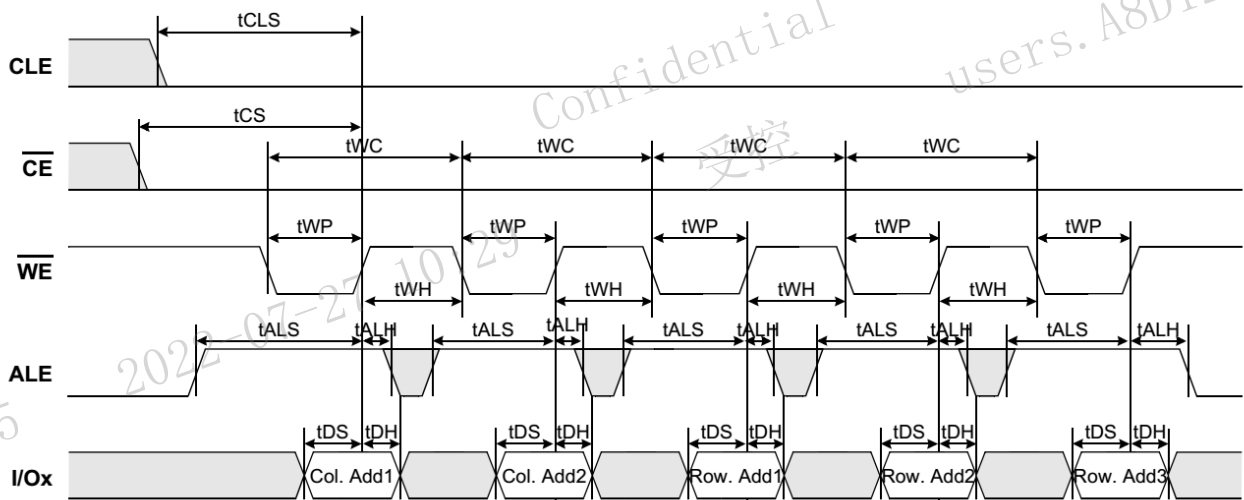 tCLS
Confidential
users.A8D12
CLE
tCS
受控
tWC tWC tWC tWC
CE
tWP tWP tWP tWP tWP
WE
2022-07-27 10:29
tWH tWH tWH tWH
tALS tALH tALS tALH tALS tALH tALS tALH tALS tALH
ALE
5
tDS tDH tDS tDH tDS tDH tDS tDH tDS tDH
I/Ox Col. Add1 Col. Add2 Row. Add1 Row. Add2 Row. Add3